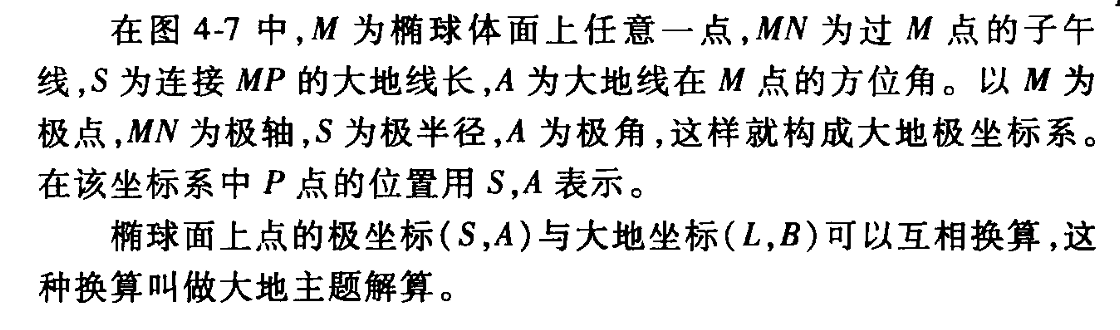 在图 4-7 中,M 为椭球体面上任意一点,MN 为过 M 点的子午
线,S 为连接 MP 的大地线长,A 为大地线在 M 点的方位角。以 M 为
极点,MN 为极轴,S 为极半径,A 为极角,这样就构成大地极坐标系。
在该坐标系中 P 点的位置用 S,A 表示。
椭球面上点的极坐标(S,A)与大地坐标(L,B)可以互相换算,这
种换算叫做大地主题解算。